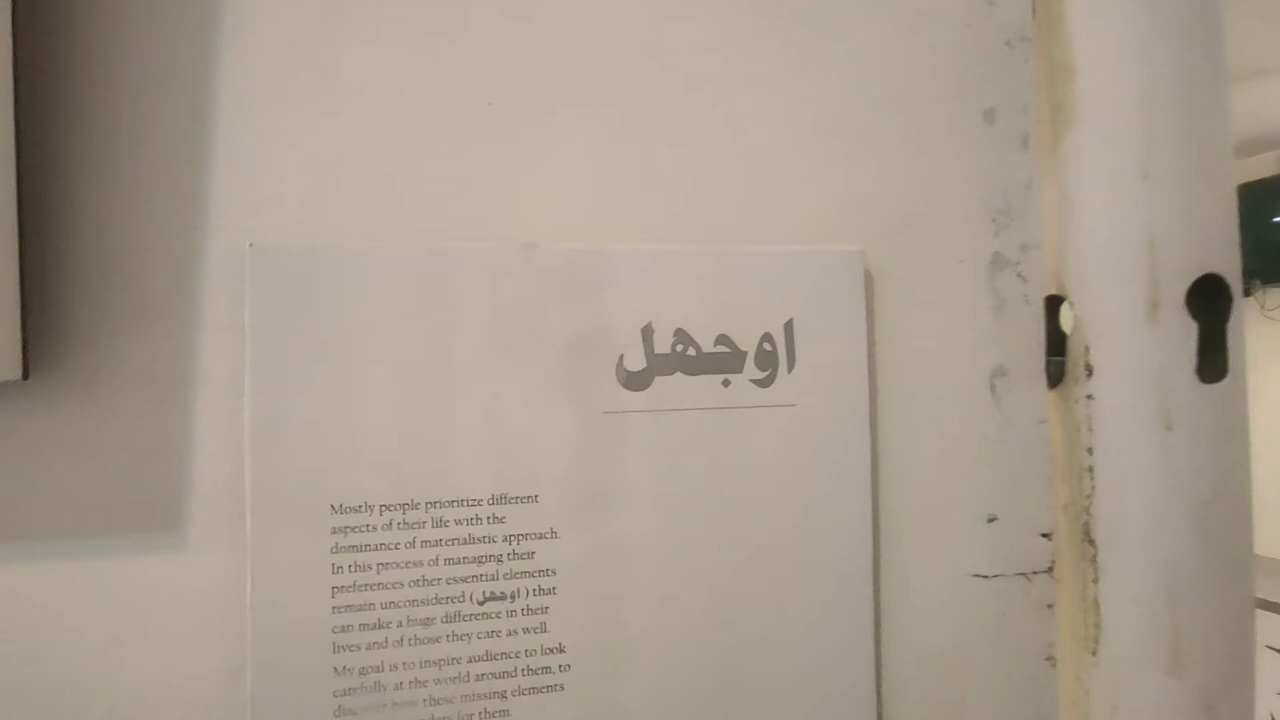 اوجھل
Mostly people prioritize different
aspects of their life with the
dominance of materialistic approach.
In this process of managing their
preferences other essential elements
remain unconsidered (اوجھل) that
can make a huge difference in their
lives and of those they care as well.
My goal is to inspire audience to look
carefully at the world around them, to
these missing elements
for them.